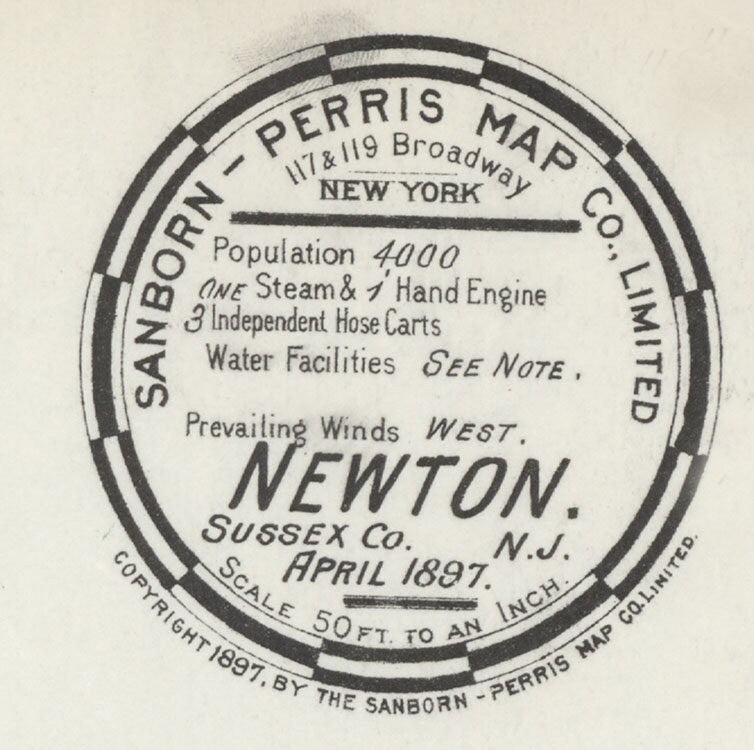 SANBORN - PERRIS MAP CO., LIMITED
117 & 119 Broadway
NEW YORK
Population 4000
ONE Steam & 1 Hand Engine
3 Independent Hose Carts
Water Facilities SEE NOTE.
Prevailing Winds WEST.
NEWTON.
SUSSEX CO. N.J.
APRIL 1897.
SCALE 50 FT. TO AN INCH.
COPYRIGHT 1897, BY THE SANBORN - PERRIS MAP CO. LIMITED.